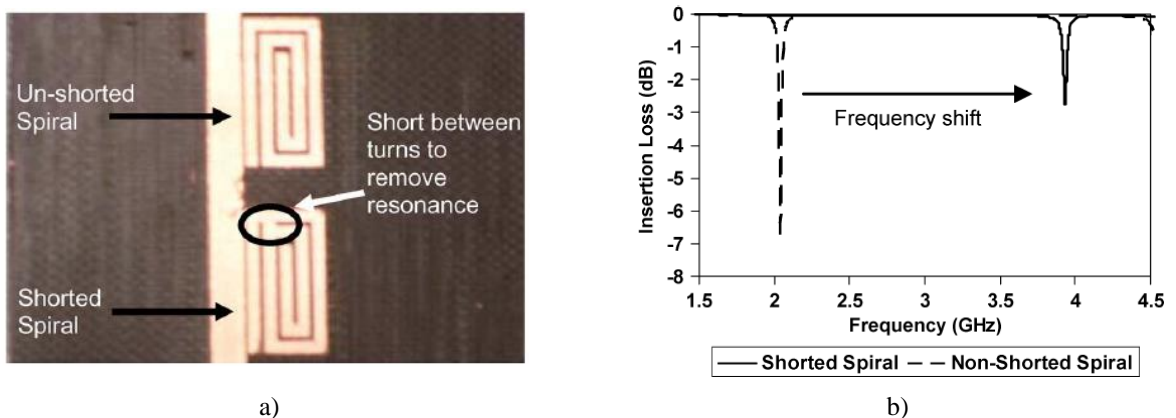 Un-shorted
Spiral
Short between
turns to
remove
resonance
Shorted
Spiral
a)
0
-1
-2
-3
-4
-5
-6
-7
-8
Insertion Loss (dB)
Frequency shift
1.5 2 2.5 3 3.5 4 4.5
Frequency (GHz)
Shorted Spiral Non-Shorted Spiral
b)